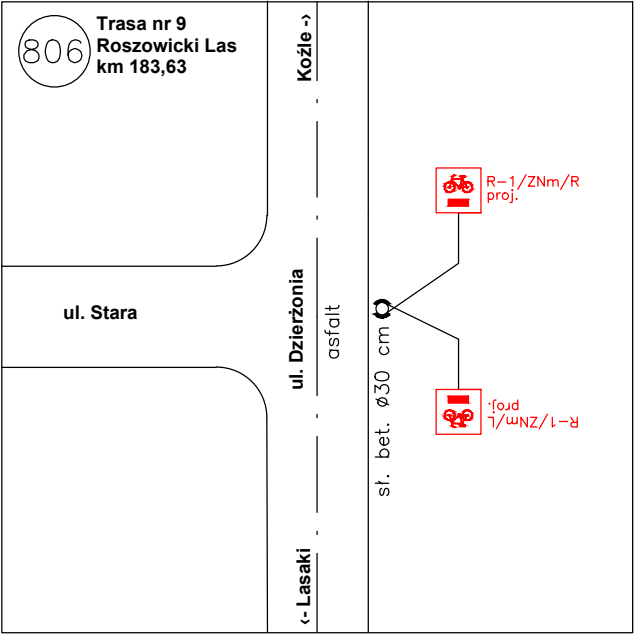 806
Trasa nr 9
Roszowicki Las
km 183,63
Koźle ->
R-1/ZNm/R
proj.
ul. Stara
ul. Dzierżonia
asfalt
sł. bet. ø30 cm
R-1/ZNm/L
proj.
<- Lasaki